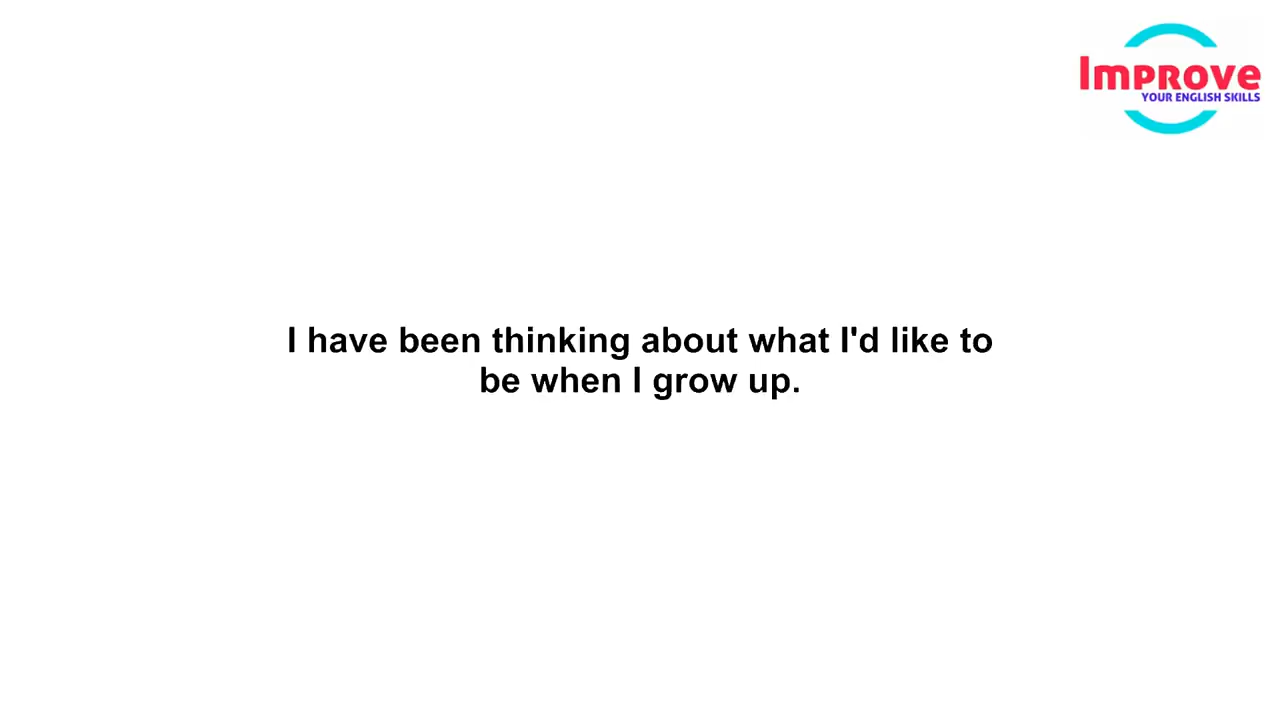 Improve
YOUR ENGLISH SKILLS
I have been thinking about what I'd like to
be when I grow up.